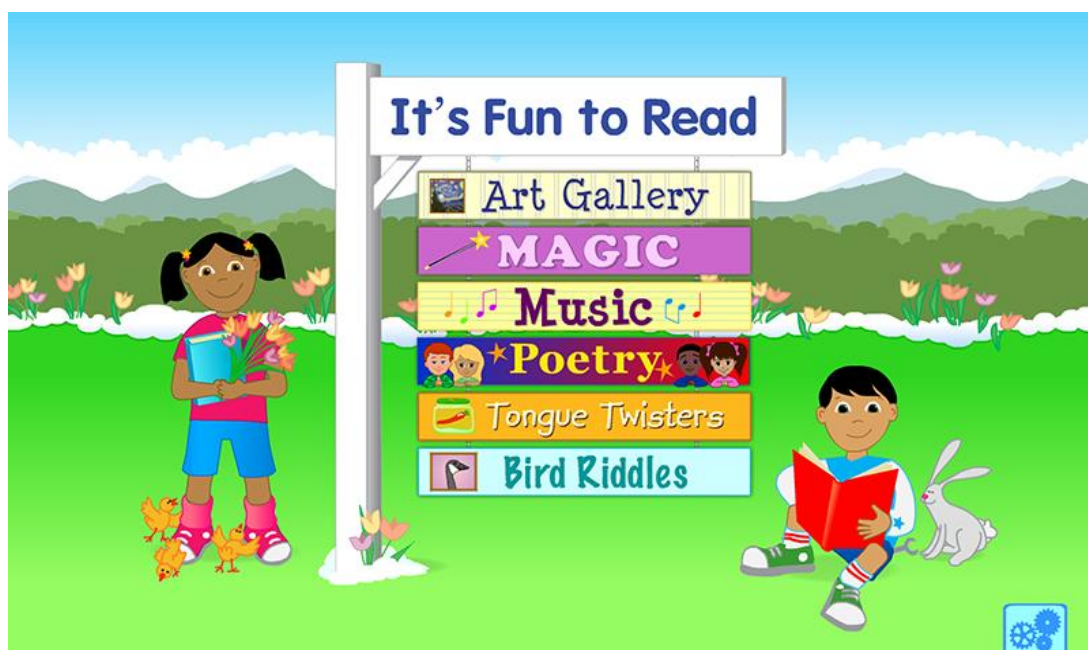 It's Fun to Read
Art Gallery
MAGIC
Music
Poetry
Tongue Twisters
Bird Riddles